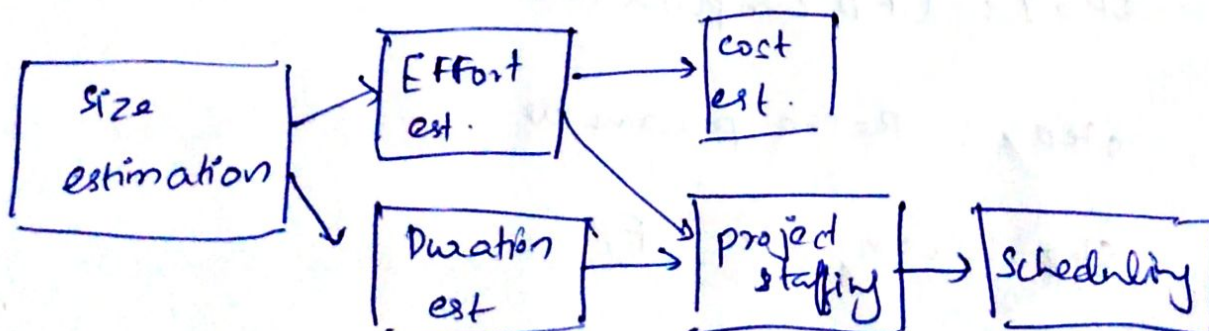 Size
estimation
Effort
est.
cost
est.
Duration
est
project
staffing
scheduling